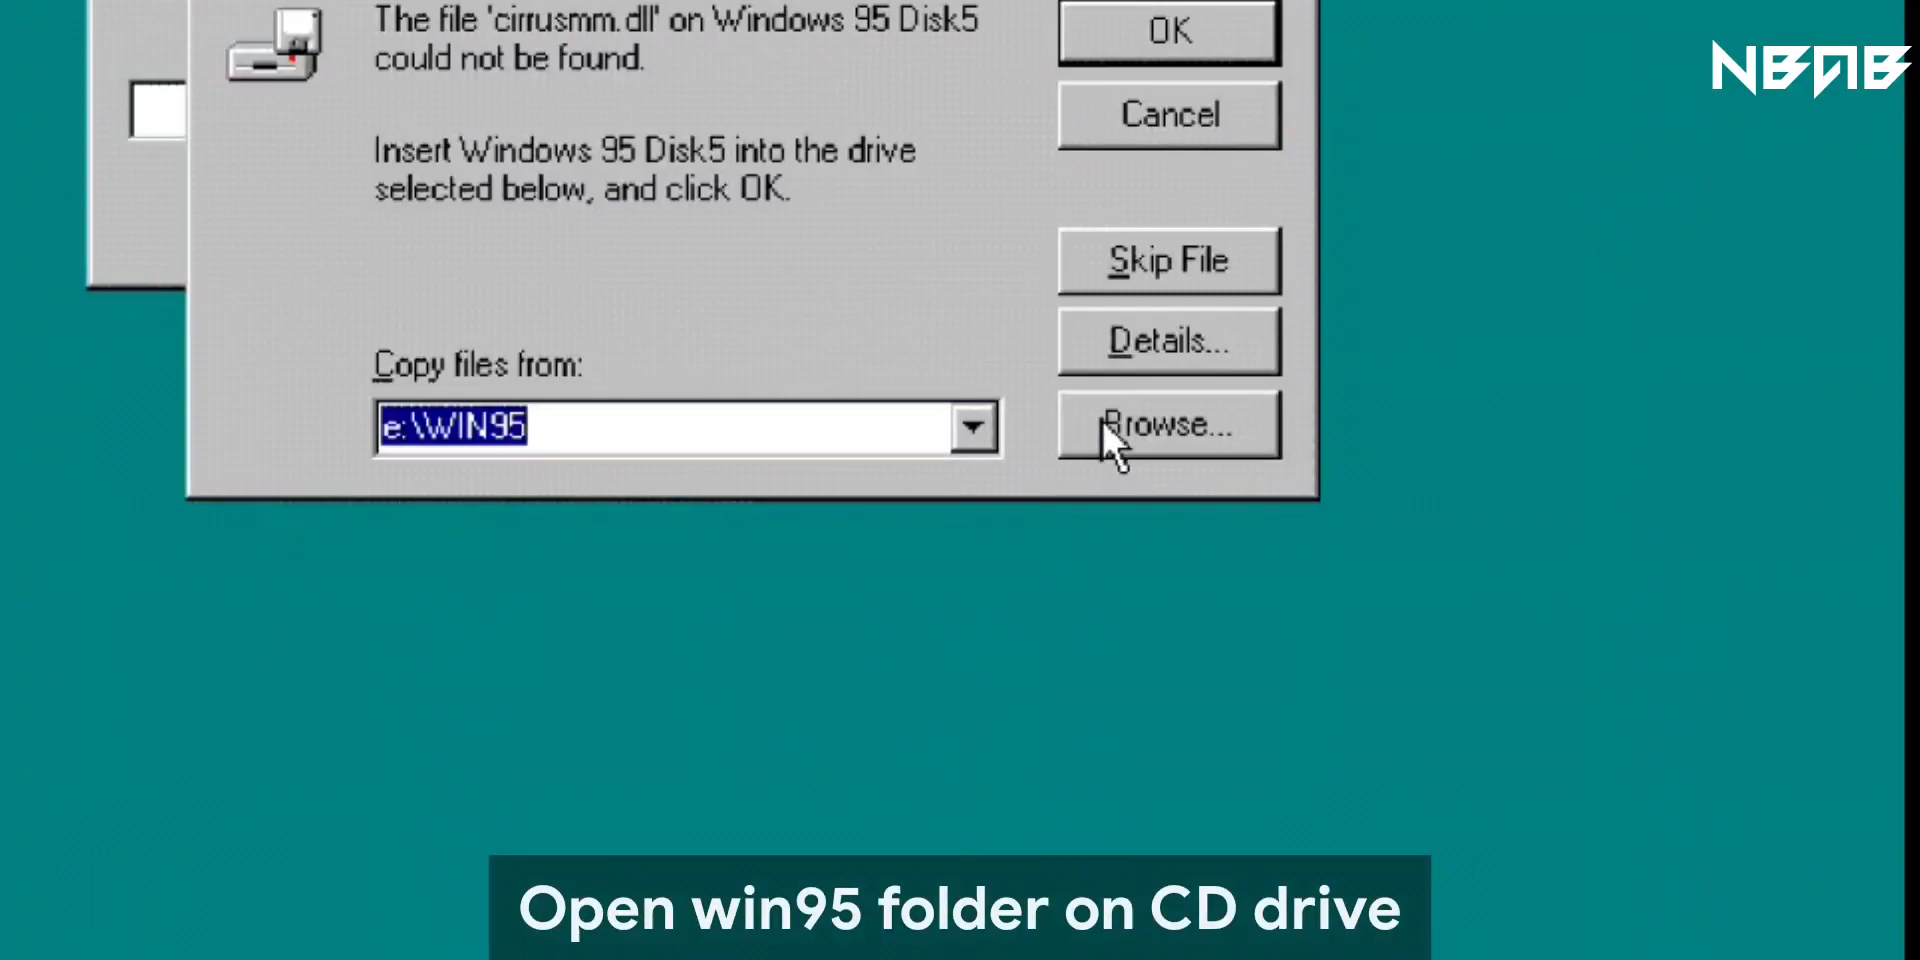 The file 'cirrusmm.dll' on Windows 95 Disk5
could not be found.
Insert Windows 95 Disk5 into the drive
selected below, and click OK.
Copy files from:
e:\WIN95
OK
Cancel
Skip File
Details...
Browse...
NBAB
Open win95 folder on CD drive